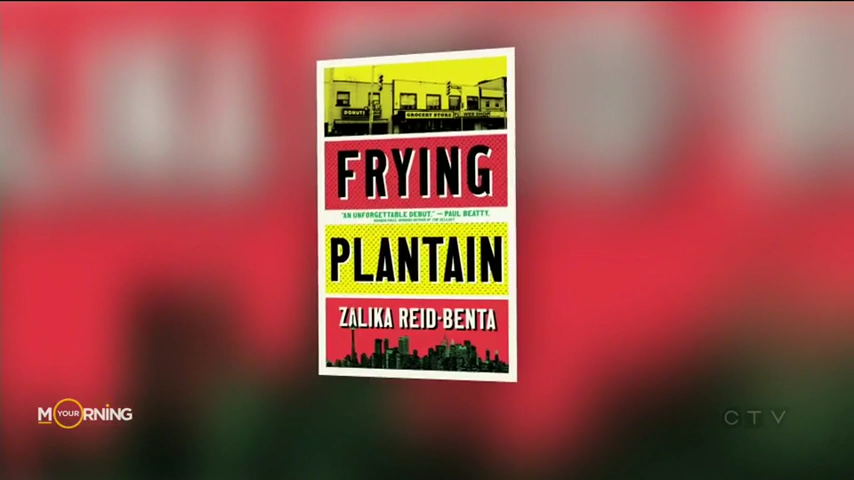 DONUTS
GROCERY STORE
FRYING
"AN UNFORGETTABLE DEBUT." — PAUL BEATTY,
PLANTAIN
ZALIKA REID-BENTA
YOUR MORNING
CTV